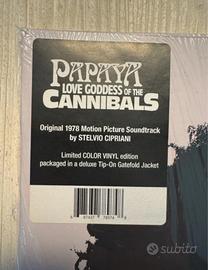 PAPAYA
LOVE GODDESS OF THE
CANNIBALS
Original 1978 Motion Picture Soundtrack
by STELVIO CIPRIANI
Limited COLOR VINYL edition
packaged in a deluxe Tip-On Gatefold Jacket
subito